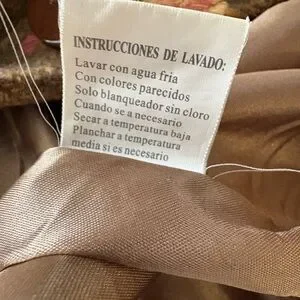 INSTRUCCIONES DE LAVADO:
Lavar con agua fria
Con colores parecidos
Solo blanqueador sin cloro
Cuando se a necesario
Secar a temperatura baja
Planchar a temperatura
media si es necesario